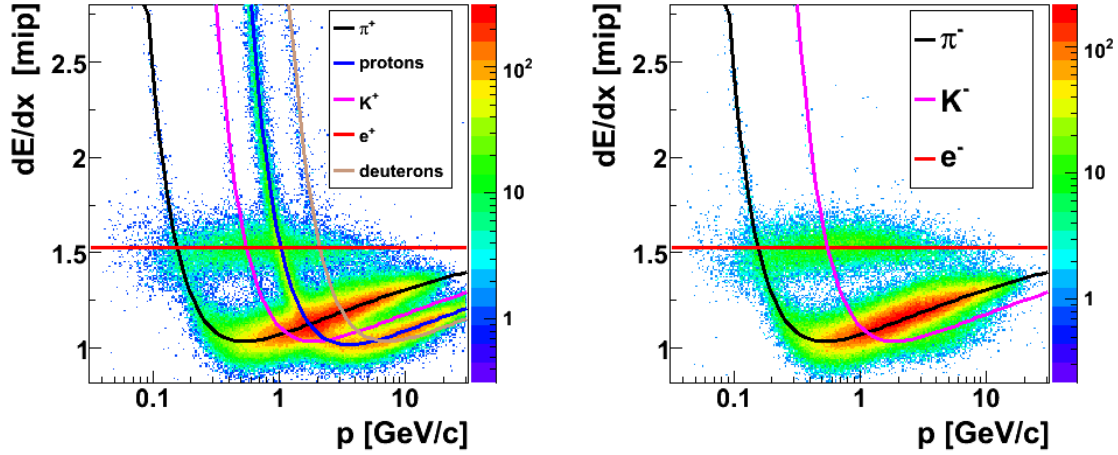 dE/dx [mip]
2.5
2
1.5
1
0.1
1
10
p [GeV/c]
π+
protons
K+
e+
deuterons
10²
10
1
dE/dx [mip]
2.5
2
1.5
1
0.1
1
10
p [GeV/c]
π-
K-
e-
10²
10
1